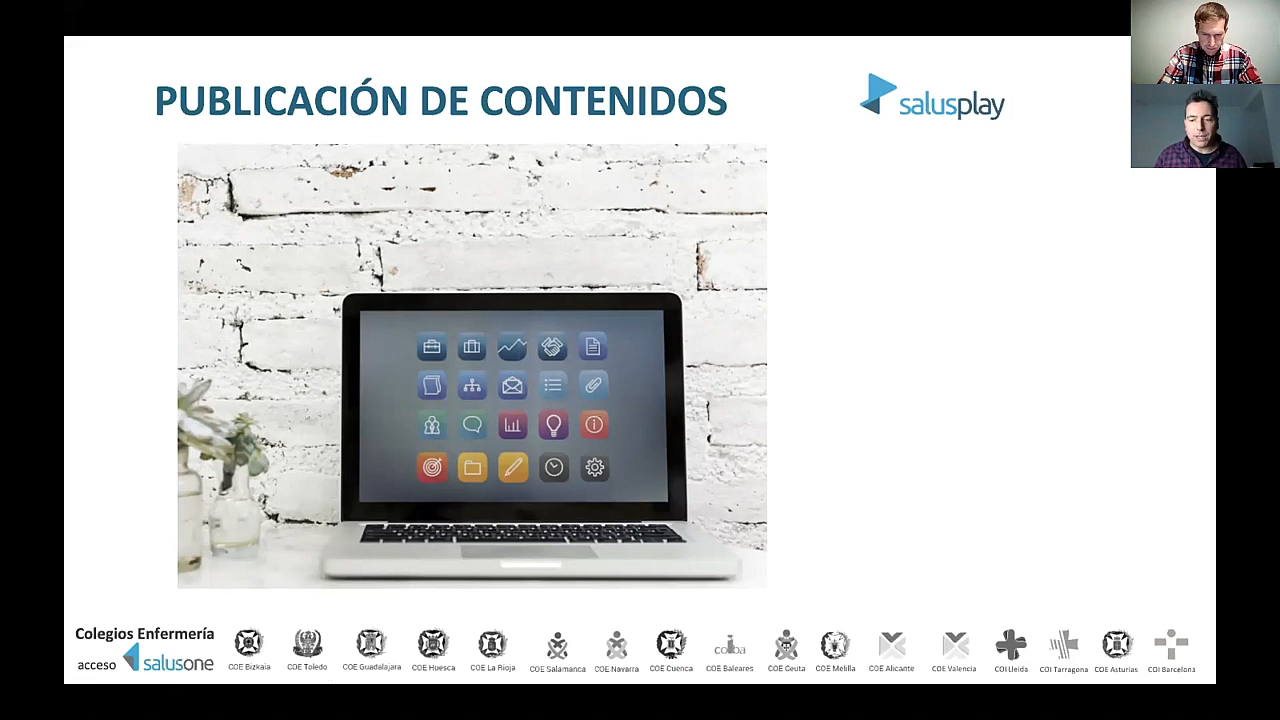 PUBLICACIÓN DE CONTENIDOS
salusplay
Colegios Enfermería
acceso salusone
COE Bizkaia
COE Toledo
COE Guadalajara
COE Huesca
COE La Rioja
COE Salamanca
COE Navarra
COE Cuenca
coiba
COE Baleares
COE Ceuta
COE Melilla
COE Alicante
COE Valencia
COI Lleida
COI Tarragona
COE Asturias
COI Barcelona